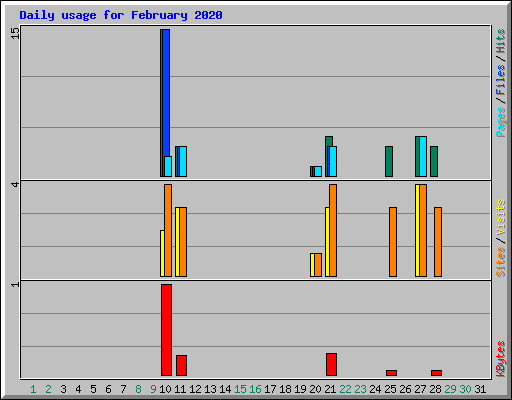 Daily usage for February 2020
15
4
1
Pages/Files/Hits
Sites/Visits
KBytes
1 2 3 4 5 6 7 8 9 10 11 12 13 14 15 16 17 18 19 20 21 22 23 24 25 26 27 28 29 30 31